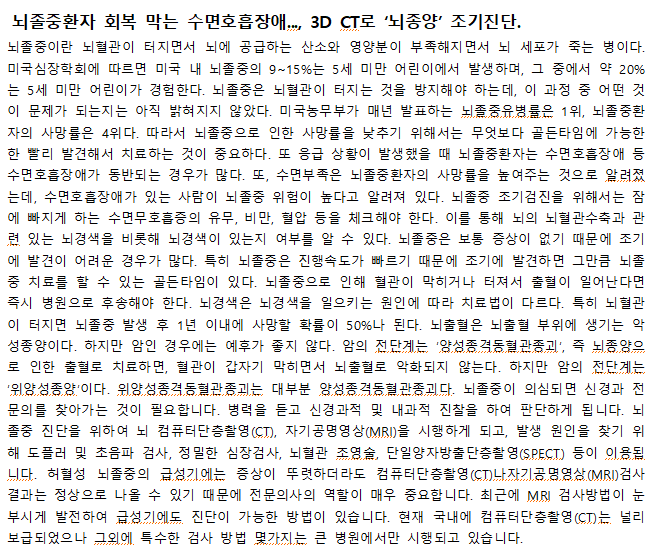 뇌졸중환자 회복 막는 수면호흡장애..., 3D CT로 ‘뇌종양’ 조기진단.
뇌졸중이란 뇌혈관이 터지면서 뇌에 공급하는 산소와 영양분이 부족해지면서 뇌 세포가 죽는 병이다.
미국심장학회에 따르면 미국 내 뇌졸중의 9~15%는 5세 미만 어린이에서 발생하며, 그 중에서 약 20%
는 5세 미만 어린이가 경험한다. 뇌졸중은 뇌혈관이 터지는 것을 방지해야 하는데, 이 과정 중 어떤 것
이 문제가 되는지는 아직 밝혀지지 않았다. 미국농무부가 매년 발표하는 뇌졸중유병률은 1위, 뇌졸중환
자의 사망률은 4위다. 따라서 뇌졸중으로 인한 사망률을 낮추기 위해서는 무엇보다 골든타임에 가능한
한 빨리 발견해서 치료하는 것이 중요하다. 또 응급 상황이 발생했을 때 뇌졸중환자는 수면호흡장애 등
수면호흡장애가 동반되는 경우가 많다. 또, 수면부족은 뇌졸중환자의 사망률을 높여주는 것으로 알려졌
는데, 수면호흡장애가 있는 사람이 뇌졸중 위험이 높다고 알려져 있다. 뇌졸중 조기검진을 위해서는 잠
에 빠지게 하는 수면무호흡증의 유무, 비만, 혈압 등을 체크해야 한다. 이를 통해 뇌의 뇌혈관수축과 관
련 있는 뇌경색을 비롯해 뇌경색이 있는지 여부를 알 수 있다. 뇌졸중은 보통 증상이 없기 때문에 조기
에 발견이 어려운 경우가 많다. 특히 뇌졸중은 진행속도가 빠르기 때문에 조기에 발견하면 그만큼 뇌졸
중 치료를 할 수 있는 골든타임이 있다. 뇌졸중으로 인해 혈관이 막히거나 터져서 출혈이 일어난다면
즉시 병원으로 후송해야 한다. 뇌경색은 뇌경색을 일으키는 원인에 따라 치료법이 다르다. 특히 뇌혈관
이 터지면 뇌졸중 발생 후 1년 이내에 사망할 확률이 50%나 된다. 뇌출혈은 뇌출혈 부위에 생기는 악
성종양이다. 하지만 암인 경우에는 예후가 좋지 않다. 암의 전단계는 ‘양성종격동혈관종괴’, 즉 뇌종양으
로 인한 출혈로 치료하면, 혈관이 갑자기 막히면서 뇌출혈로 악화되지 않는다. 하지만 암의 전단계는
‘위양성종양’이다. 위양성종격동혈관종괴는 대부분 양성종격동혈관종괴다. 뇌졸중이 의심되면 신경과 전
문의를 찾아가는 것이 필요합니다. 병력을 듣고 신경과적 및 내과적 진찰을 하여 판단하게 됩니다. 뇌
졸중 진단을 위하여 뇌 컴퓨터단층촬영(CT), 자기공명영상(MRI)을 시행하게 되고, 발생 원인을 찾기 위
해 도플러 및 초음파 검사, 정밀한 심장검사, 뇌혈관 조영술, 단일양자방출단층촬영(SPECT) 등이 이용됩
니다. 허혈성 뇌졸중의 급성기에는 증상이 뚜렷하더라도 컴퓨터단층촬영(CT)나자기공명영상(MRI)검사
결과는 정상으로 나올 수 있기 때문에 전문의사의 역할이 매우 중요합니다. 최근에 MRI 검사방법이 눈
부시게 발전하여 급성기에도 진단이 가능한 방법이 있습니다. 현재 국내에 컴퓨터단층촬영(CT)는 널리
보급되었으나 그외에 특수한 검사 방법 몇가지는 큰 병원에서만 시행되고 있습니다.